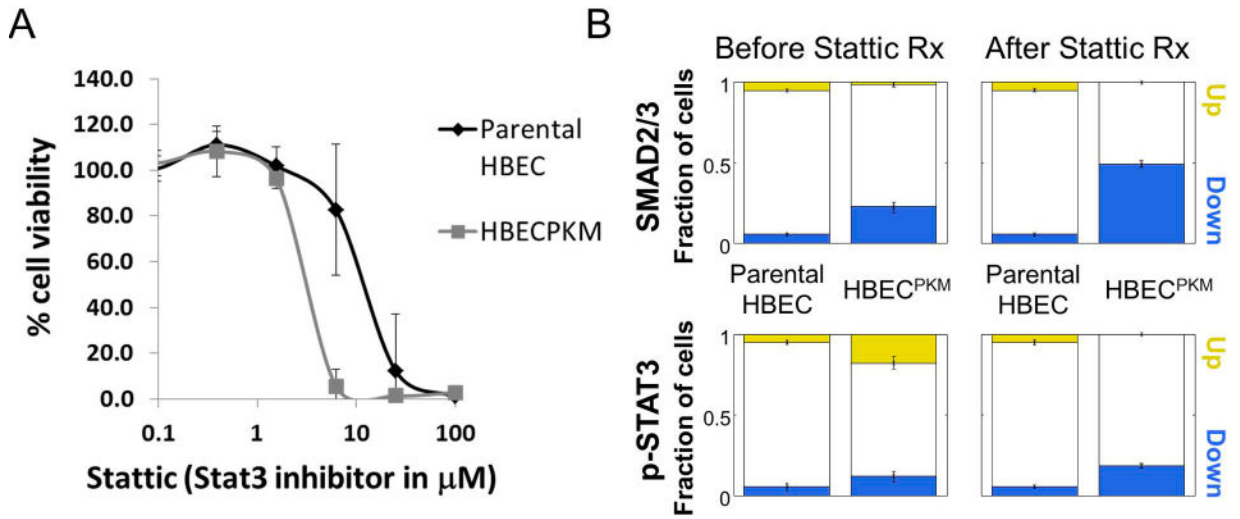 A
140.0
120.0
100.0
80.0
60.0
40.0
20.0
0.0
% cell viability
0.1
1
10
100
Stattic (Stat3 inhibitor in μM)
Parental
HBEC
HBECPKM
B
Before Stattic Rx
After Stattic Rx
SMAD2/3
Fraction of cells
1
0.5
0
Up
Down
Parental
HBEC
HBECPKM
Parental
HBEC
HBECPKM
p-STAT3
Fraction of cells
1
0.5
0
Up
Down